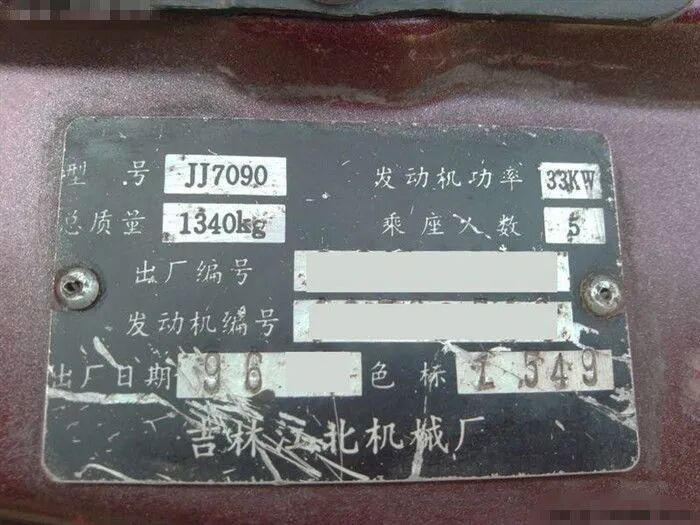 型号 JJ7090 发动机功率 33KW
总质量 1340kg 乘座人数 5
出厂编号
发动机编号
出厂日期 96 色标 Z 549
吉林江北机械厂